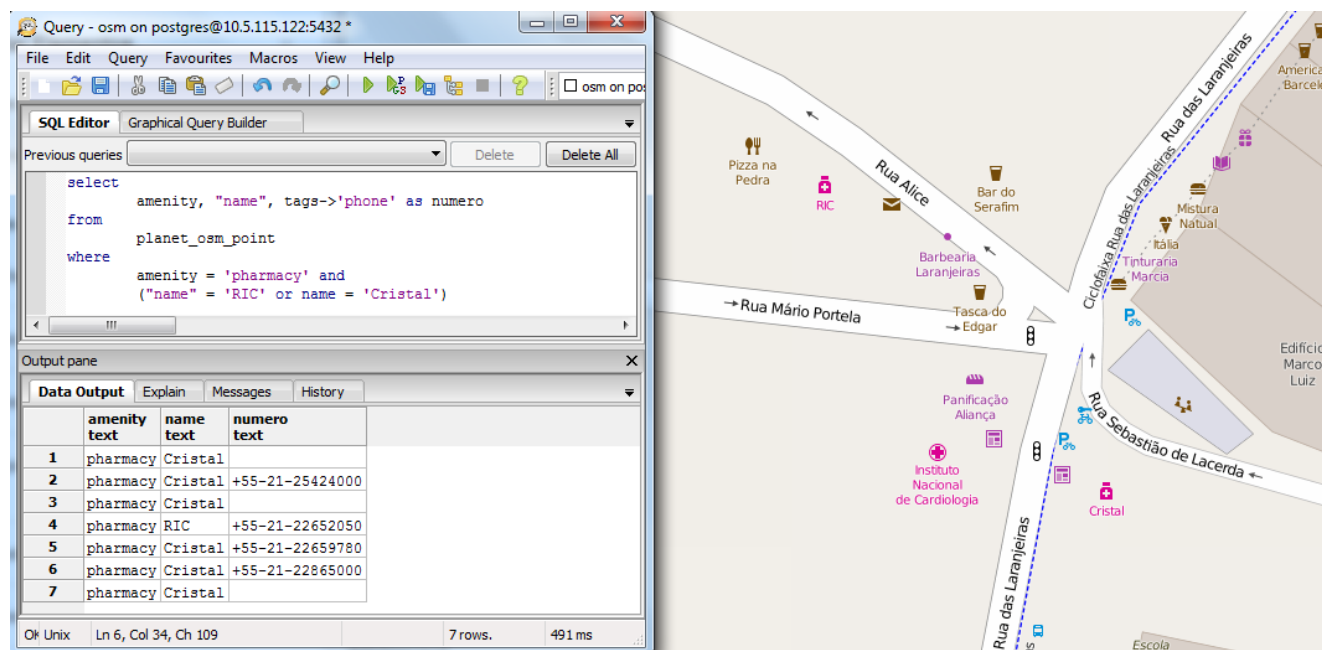 Query - osm on postgres@10.5.115.122:5432 *
File Edit Query Favourites Macros View Help
osm on pos
SQL Editor Graphical Query Builder
Previous queries Delete Delete All
select
amenity, "name", tags->'phone' as numero
from
planet_osm_point
where
amenity = 'pharmacy' and
("name" = 'RIC' or name = 'Cristal')
Output pane
Data Output Explain Messages History
amenity name numero
text text text
1 pharmacy Cristal
2 pharmacy Cristal +55-21-25424000
3 pharmacy Cristal
4 pharmacy RIC +55-21-22652050
5 pharmacy Cristal +55-21-22659780
6 pharmacy Cristal +55-21-22865000
7 pharmacy Cristal
OK Unix Ln 6, Col 34, Ch 109 7 rows. 491 ms
Rua das Laranjeiras
America
Barcel
Pizza na
Pedra
RIC
Rua Alice
Bar do
Serafim
Ciclofaixa Rua das Laranjeiras
Mistura
Natual
Itália
Tinturaria
Marcia
Barbearia
Laranjeiras
Rua Mário Portela
Tasca do
Edgar
Edifício
Marco
Luiz
Panificação
Aliança
Rua Sebastião de Lacerda
Instituto
Nacional
de Cardiologia
Cristal
Rua das Laranjeiras
Escola